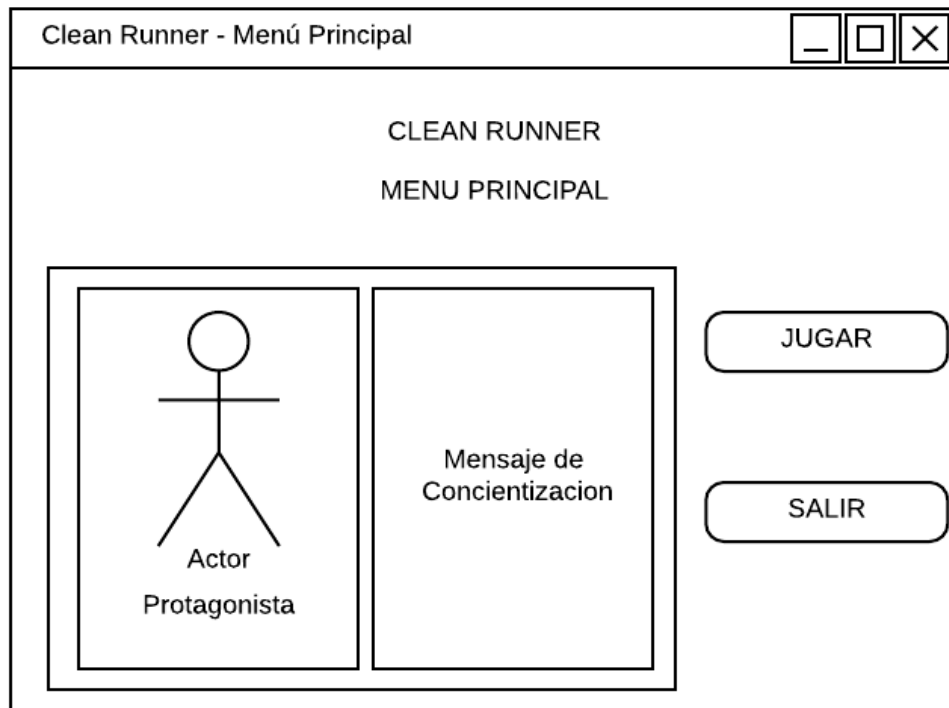 Clean Runner - Menú Principal
CLEAN RUNNER
MENU PRINCIPAL
Actor
Protagonista
Mensaje de
Concientizacion
JUGAR
SALIR